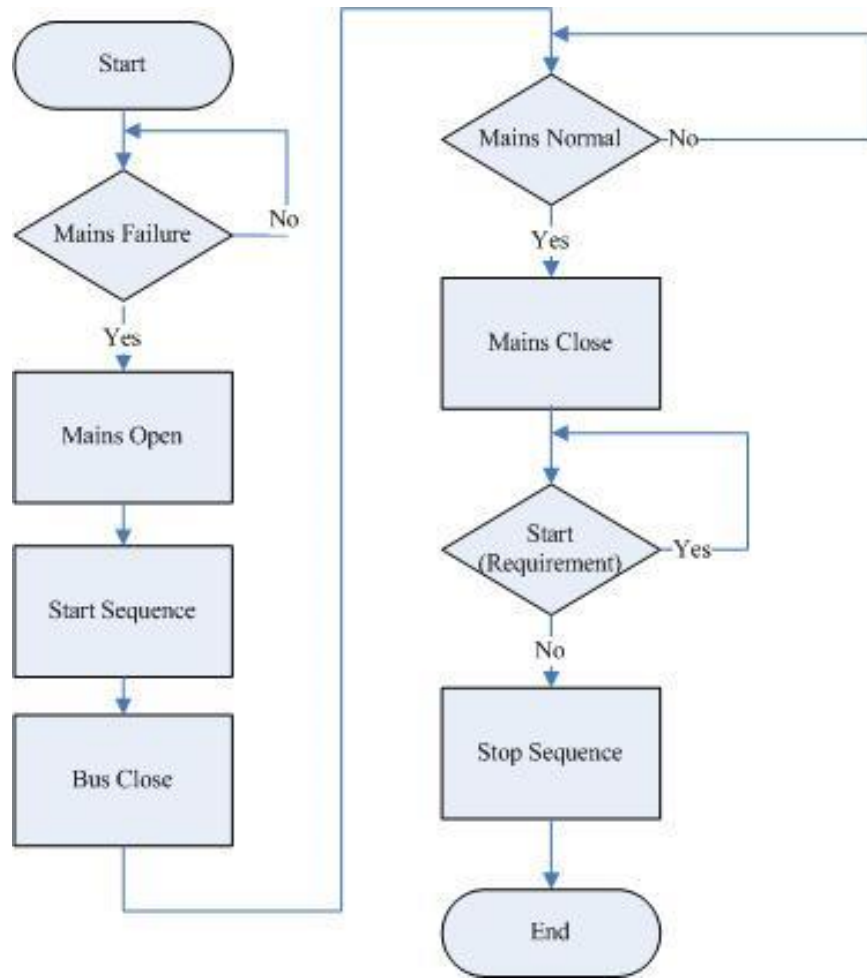 Start
No
Mains Failure
Yes
Mains Open
Start Sequence
Bus Close
Mains Normal
No
Yes
Mains Close
Start
(Requirement)
Yes
No
Stop Sequence
End